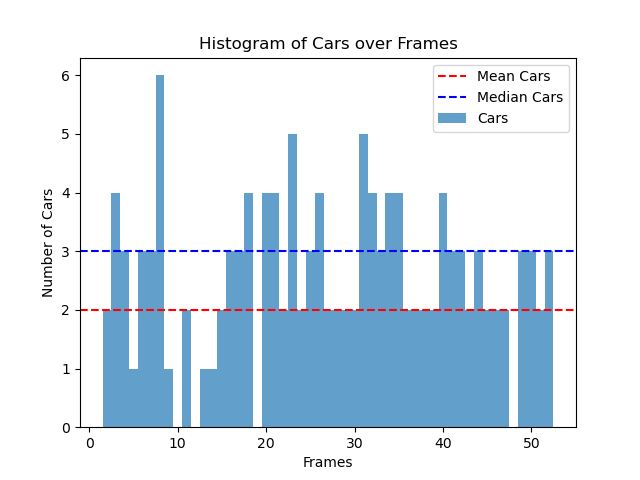 Histogram of Cars over Frames
Mean Cars
Median Cars
Cars
Number of Cars
6
5
4
3
2
1
0
0 10 20 30 40 50
Frames